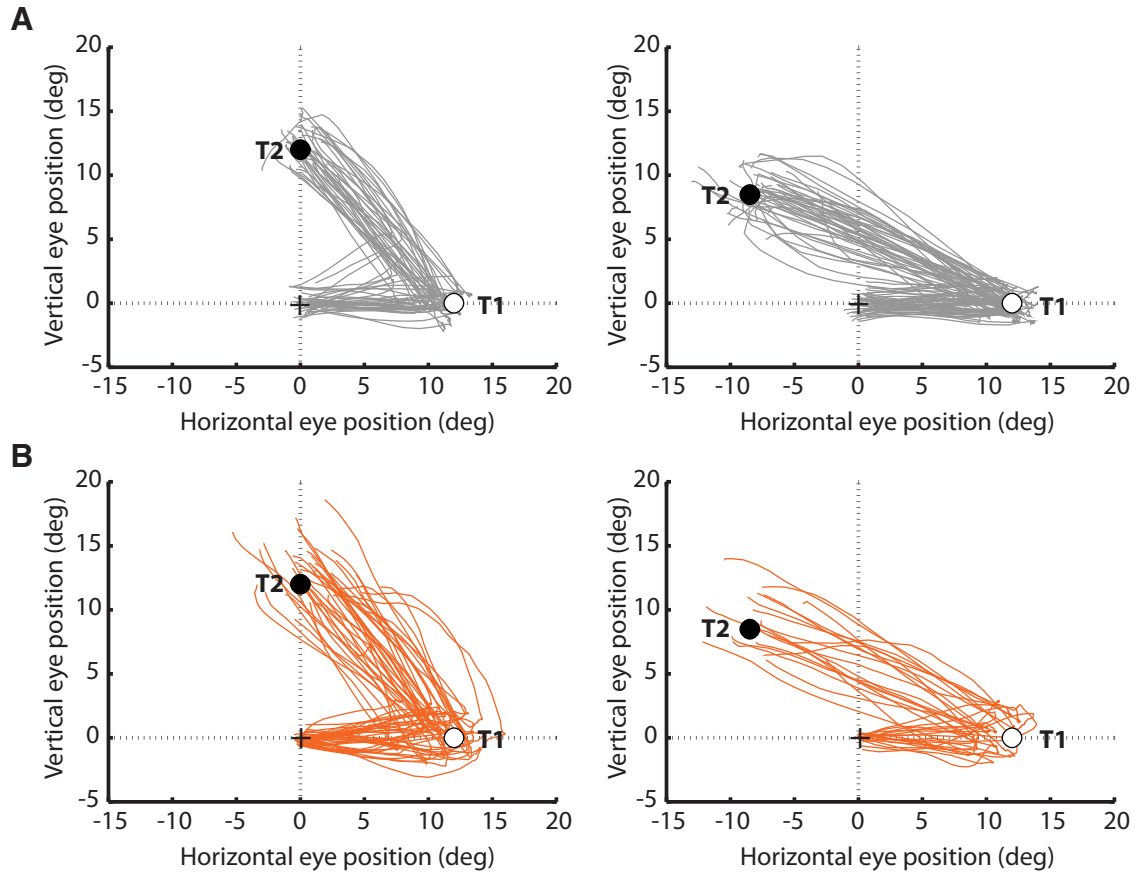 A
20
15
10
5
0
-5
Vertical eye position (deg)
T2
T1
-15 -10 -5 0 5 10 15 20
Horizontal eye position (deg)
20
15
10
5
0
-5
Vertical eye position (deg)
T2
T1
-15 -10 -5 0 5 10 15 20
Horizontal eye position (deg)
B
20
15
10
5
0
-5
Vertical eye position (deg)
T2
T1
-15 -10 -5 0 5 10 15 20
Horizontal eye position (deg)
20
15
10
5
0
-5
Vertical eye position (deg)
T2
T1
-15 -10 -5 0 5 10 15 20
Horizontal eye position (deg)